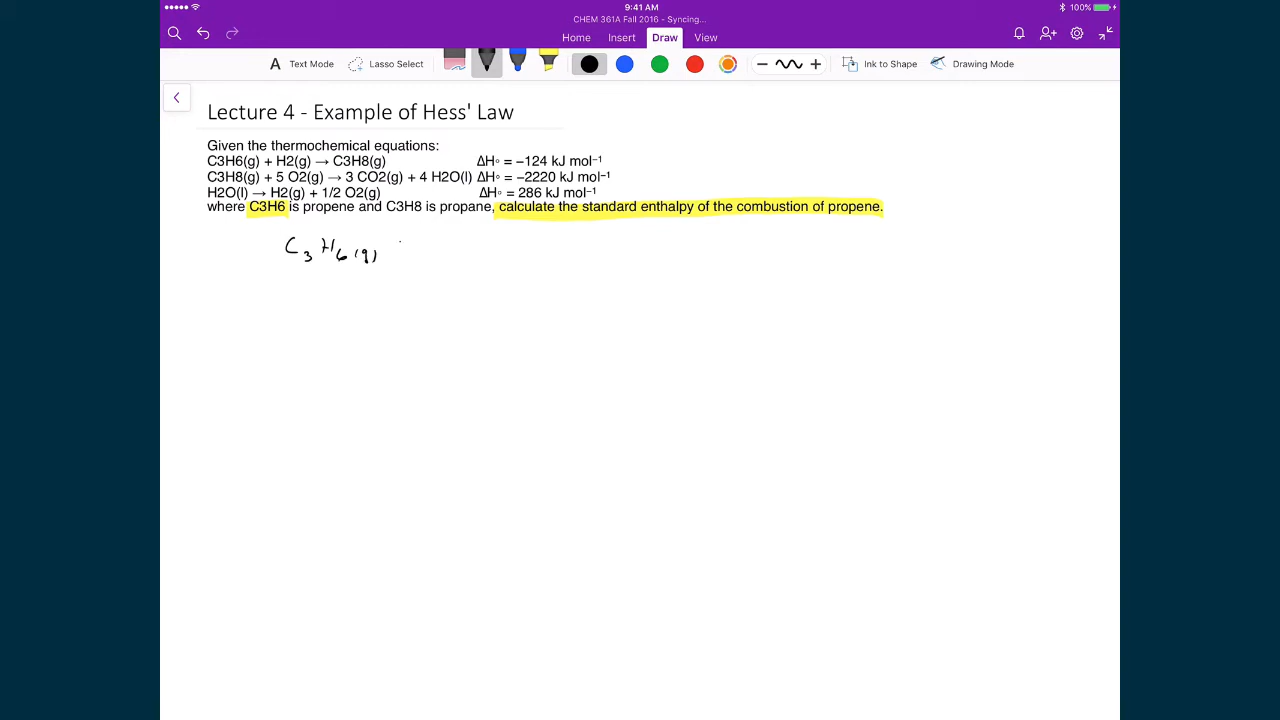 9:41 AM
100%
CHEM 361A Fall 2016 - Syncing...
Home Insert Draw View
A Text Mode Lasso Select Ink to Shape Drawing Mode
Lecture 4 - Example of Hess' Law
Given the thermochemical equations:
C3H6(g) + H2(g) → C3H8(g) ΔH◦ = −124 kJ mol⁻¹
C3H8(g) + 5 O2(g) → 3 CO2(g) + 4 H2O(l) ΔH◦ = −2220 kJ mol⁻¹
H2O(l) → H2(g) + 1/2 O2(g) ΔH◦ = 286 kJ mol⁻¹
where C3H6 is propene and C3H8 is propane, calculate the standard enthalpy of the combustion of propene.
C₃H₆(g)